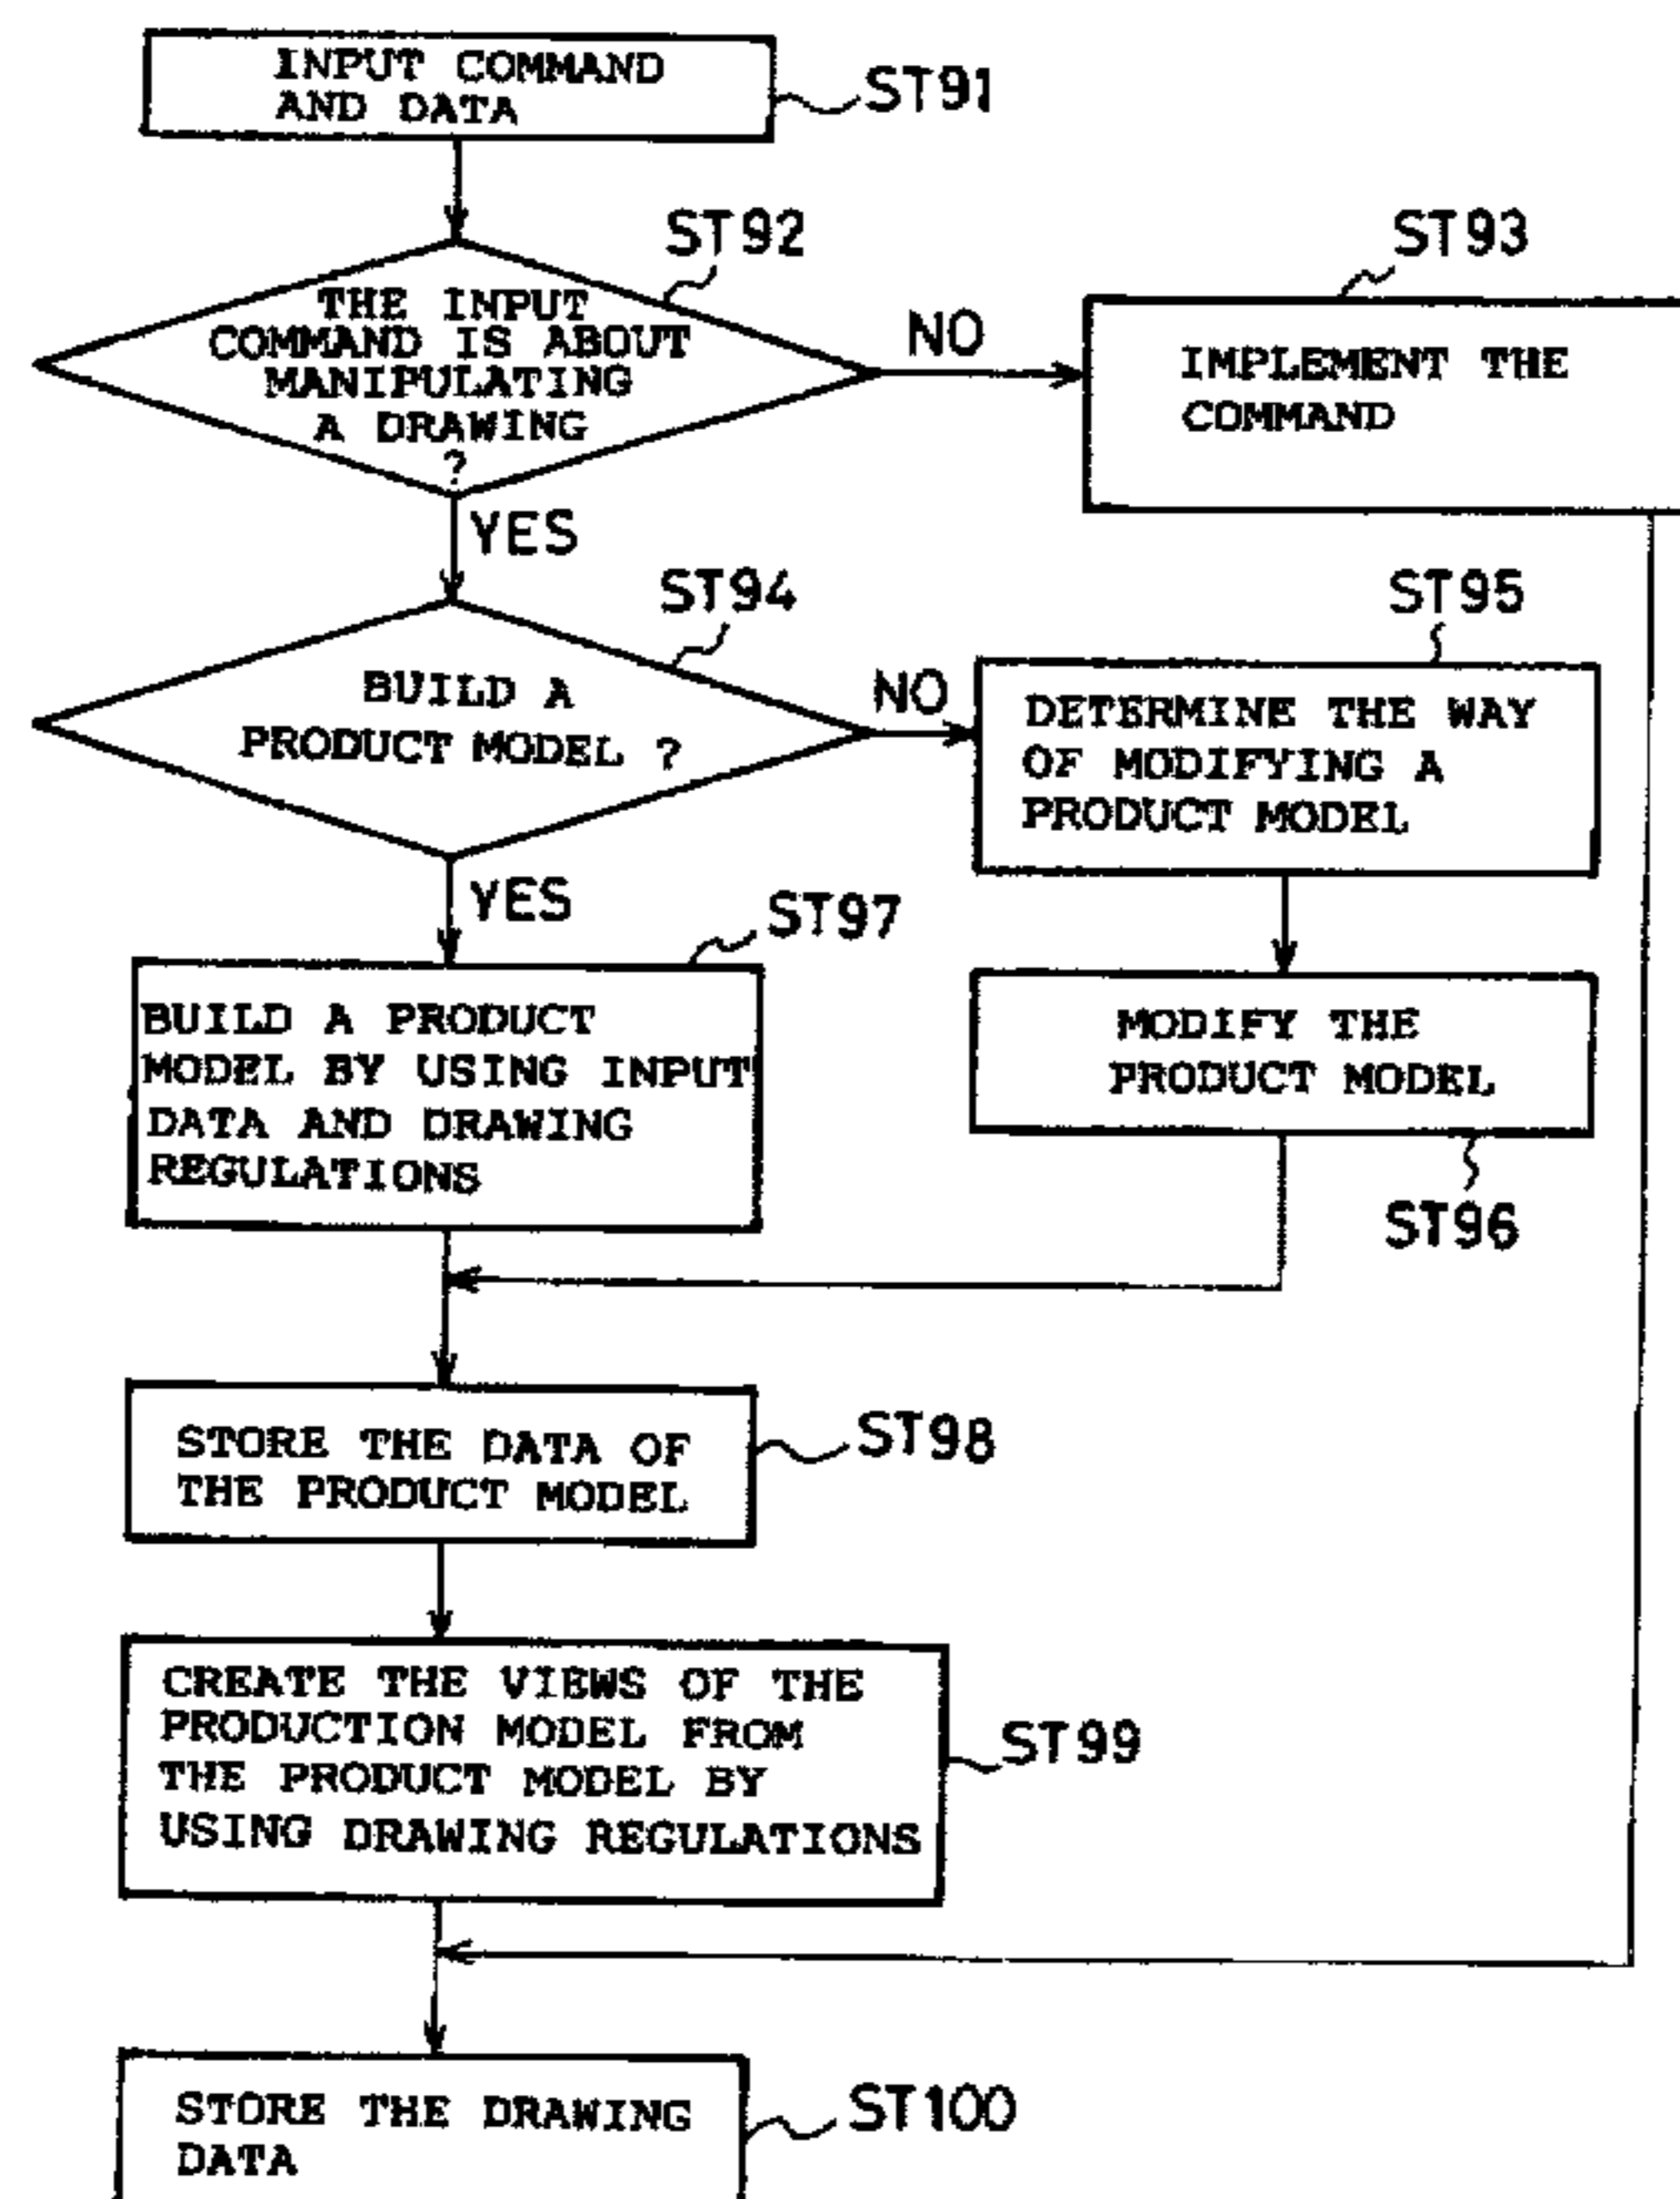 INPUT COMMAND
AND DATA
ST91
ST92
THE INPUT
COMMAND IS ABOUT
MANIPULATING
A DRAWING
?
NO
ST93
IMPLEMENT THE
COMMAND
YES
ST94
BUILD A
PRODUCT MODEL ?
NO
ST95
DETERMINE THE WAY
OF MODIFYING A
PRODUCT MODEL
YES
ST97
BUILD A PRODUCT
MODEL BY USING INPUT
DATA AND DRAWING
REGULATIONS
MODIFY THE
PRODUCT MODEL
ST96
STORE THE DATA OF
THE PRODUCT MODEL
ST98
CREATE THE VIEWS OF THE
PRODUCTION MODEL FROM
THE PRODUCT MODEL BY
USING DRAWING REGULATIONS
ST99
STORE THE DRAWING
DATA
ST100